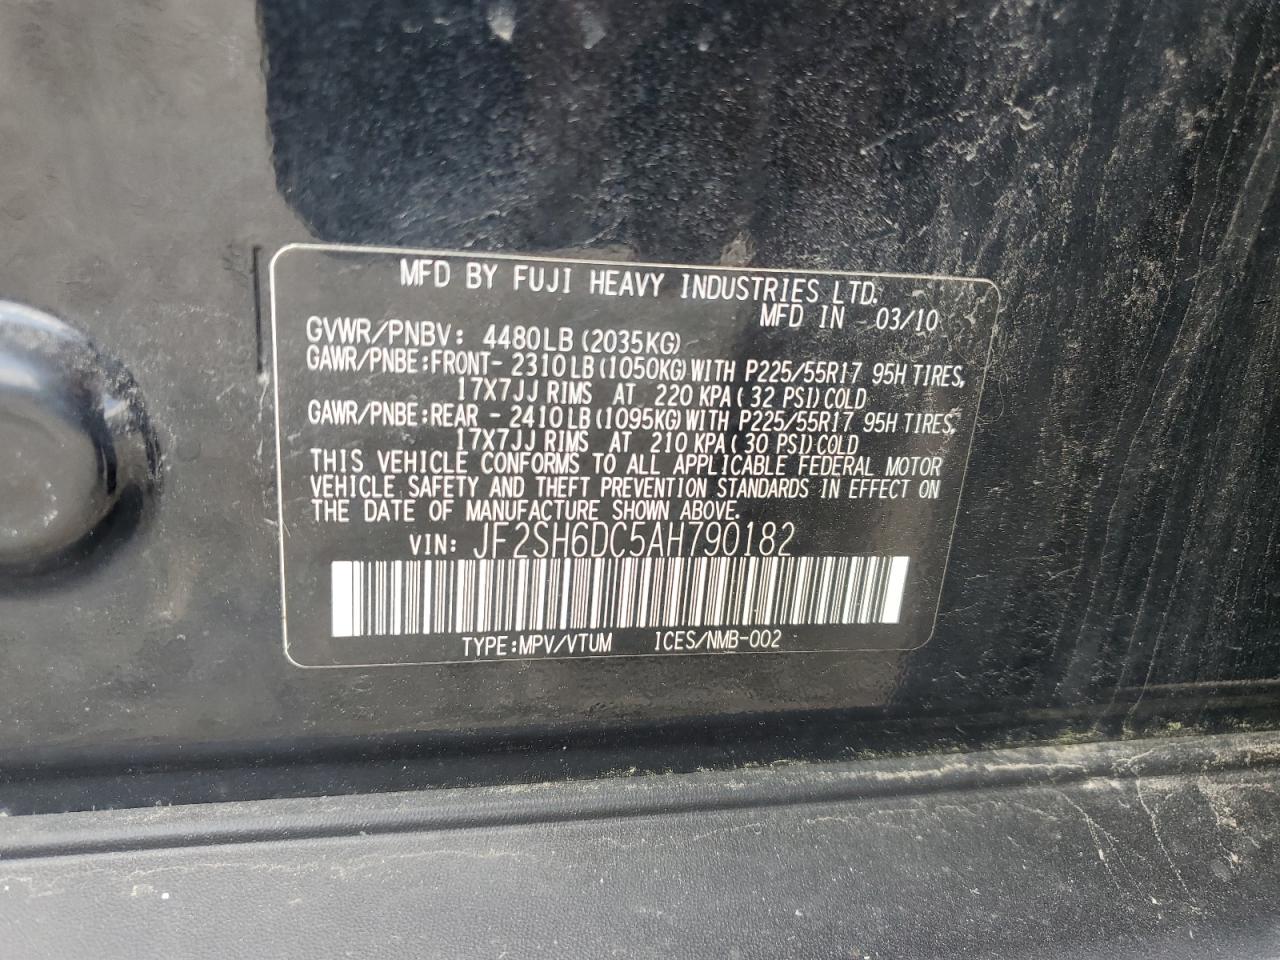 MFD BY FUJI HEAVY INDUSTRIES LTD.
MFD IN 03/10
GVWR/PNBV: 4480LB (2035KG)
GAWR/PNBE:FRONT- 2310LB (1050KG) WITH P225/55R17 95H TIRES,
17X7JJ RIMS AT 220 KPA ( 32 PSI) COLD
GAWR/PNBE:REAR - 2410LB (1095KG) WITH P225/55R17 95H TIRES,
17X7JJ RIMS AT 210 KPA ( 30 PSI) COLD
THIS VEHICLE CONFORMS TO ALL APPLICABLE FEDERAL MOTOR
VEHICLE SAFETY AND THEFT PREVENTION STANDARDS IN EFFECT ON
THE DATE OF MANUFACTURE SHOWN ABOVE.
VIN: JF2SH6DC5AH790182
TYPE:MPV/VTUM ICES/NMB-002